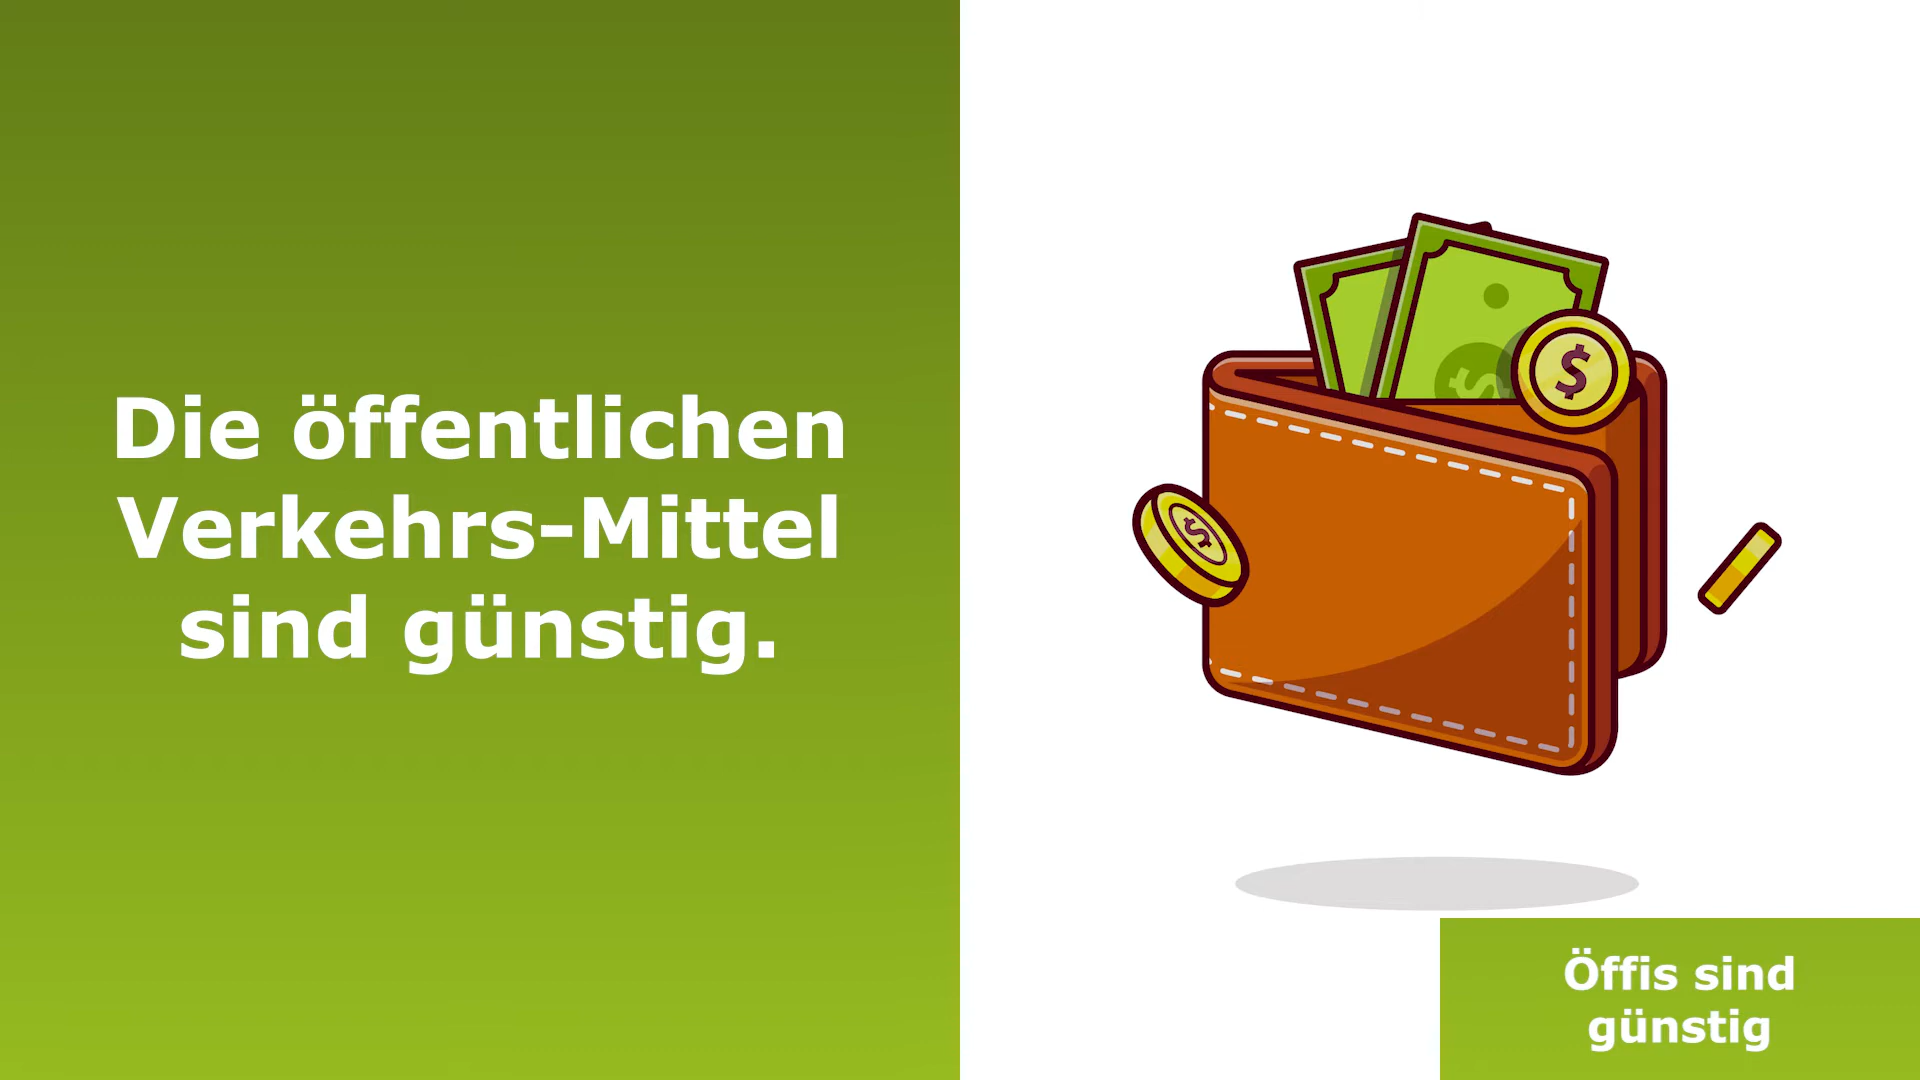 Die öffentlichen
Verkehrs-Mittel
sind günstig.
$
$
$
Öffis sind
günstig